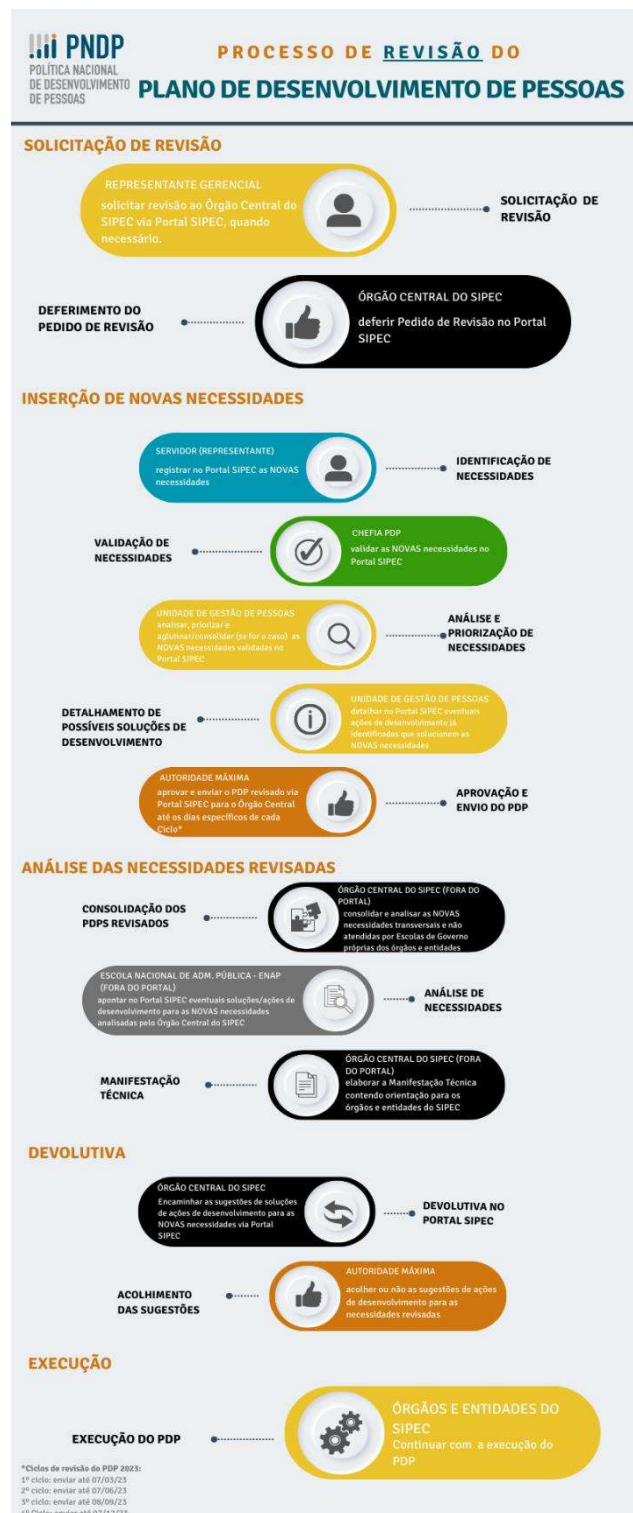 PNDP
POLÍTICA NACIONAL
DE DESENVOLVIMENTO
DE PESSOAS
PROCESSO DE REVISÃO DO
PLANO DE DESENVOLVIMENTO DE PESSOAS
SOLICITAÇÃO DE REVISÃO
REPRESENTANTE GERENCIAL
solicitar revisão ao Órgão Central do
SIPEC via Portal SIPEC, quando
necessário.
SOLICITAÇÃO DE
REVISÃO
DEFERIMENTO DO
PEDIDO DE REVISÃO
ÓRGÃO CENTRAL DO SIPEC
deferir Pedido de Revisão no Portal
SIPEC
INSERÇÃO DE NOVAS NECESSIDADES
SERVIDOR (REPRESENTANTE)
registrar no Portal SIPEC as NOVAS
necessidades
IDENTIFICAÇÃO DE
NECESSIDADES
VALIDAÇÃO DE
NECESSIDADES
CHEFIA PDP
validar as NOVAS necessidades no
Portal SIPEC
UNIDADE DE GESTÃO DE PESSOAS
analisar, priorizar e
aglutinar/consolidar (se for o caso) as
NOVAS necessidades validadas no
Portal SIPEC
ANÁLISE E
PRIORIZAÇÃO DE
NECESSIDADES
DETALHAMENTO DE
POSSÍVEIS SOLUÇÕES DE
DESENVOLVIMENTO
UNIDADE DE GESTÃO DE PESSOAS
detalhar no Portal SIPEC eventuais
ações de desenvolvimento já
identificadas que solucionem as
NOVAS necessidades
AUTORIDADE MÁXIMA
aprovar e enviar o PDP revisado via
Portal SIPEC para o Órgão Central
até os dias específicos de cada
Ciclo*
APROVAÇÃO E
ENVIO DO PDP
ANÁLISE DAS NECESSIDADES REVISADAS
CONSOLIDAÇÃO DOS
PDPS REVISADOS
ÓRGÃO CENTRAL DO SIPEC (FORA DO
PORTAL)
consolidar e analisar as NOVAS
necessidades transversais e não
atendidas por Escolas de Governo
próprias dos órgãos e entidades
ESCOLA NACIONAL DE ADM. PÚBLICA - ENAP
(FORA DO PORTAL)
apontar no Portal SIPEC eventuais soluções/ações de
desenvolvimento para as NOVAS necessidades
analisadas pelo Órgão Central do SIPEC
ANÁLISE DE
NECESSIDADES
MANIFESTAÇÃO
TÉCNICA
ÓRGÃO CENTRAL DO SIPEC (FORA
DO PORTAL)
elaborar a Manifestação Técnica
contendo orientação para os
órgãos e entidades do SIPEC
DEVOLUTIVA
ÓRGÃO CENTRAL DO SIPEC
Encaminhar as sugestões de soluções
de ações de desenvolvimento para as
NOVAS necessidades via Portal
SIPEC
DEVOLUTIVA NO
PORTAL SIPEC
ACOLHIMENTO
DAS SUGESTÕES
AUTORIDADE MÁXIMA
acolher ou não as sugestões de ações
de desenvolvimento para as
necessidades revisadas
EXECUÇÃO
EXECUÇÃO DO PDP
ÓRGÃOS E ENTIDADES DO
SIPEC
Continuar com a execução do
PDP
*Ciclos de revisão do PDP 2023:
1º ciclo: enviar até 07/03/23
2º ciclo: enviar até 07/06/23
3º ciclo: enviar até 08/09/23
4º Ciclo: enviar até 07/12/23